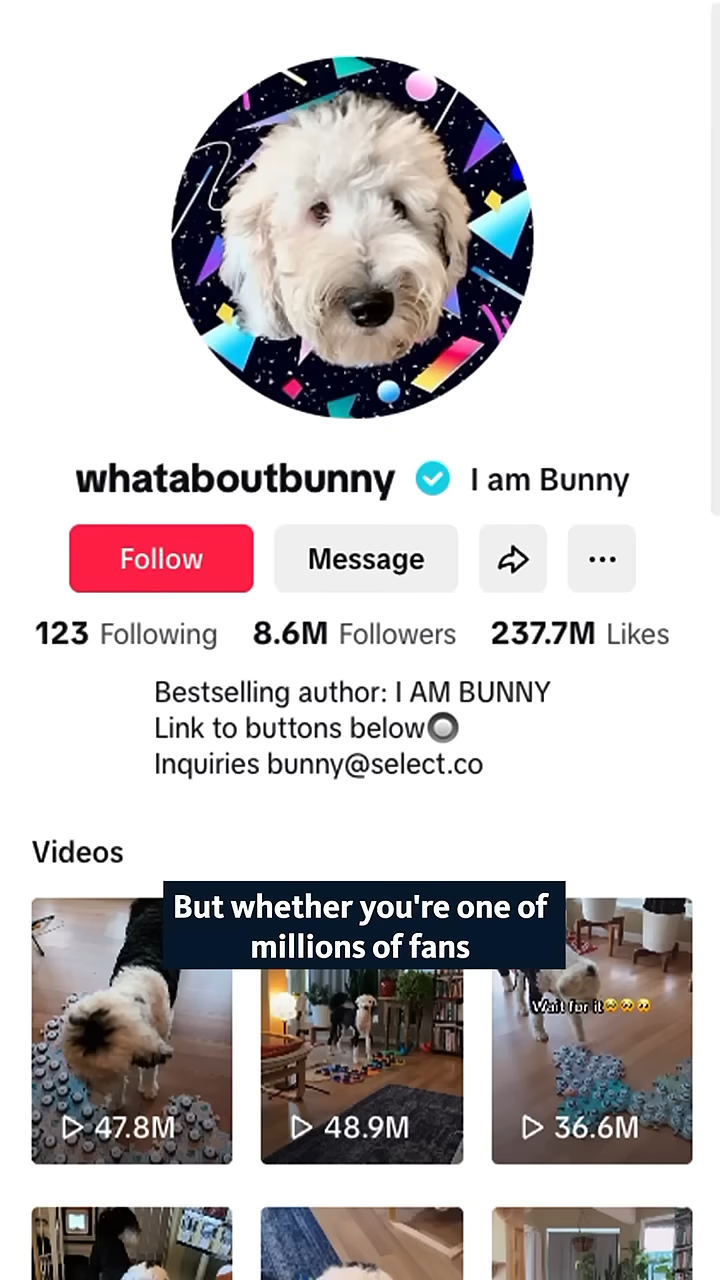 whataboutbunny I am Bunny
Follow Message
123 Following 8.6M Followers 237.7M Likes
Bestselling author: I AM BUNNY
Link to buttons below
Inquiries bunny@select.co
Videos
But whether you're one of
millions of fans
Wait for it
47.8M 48.9M 36.6M